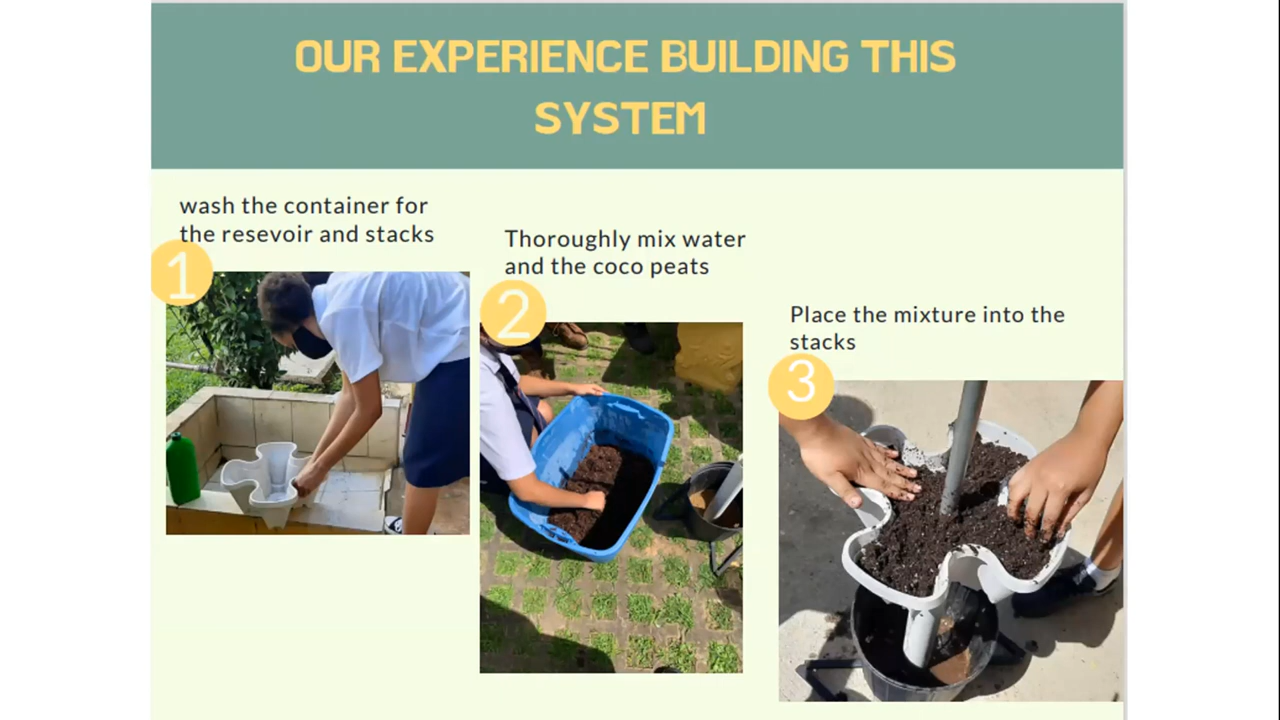 OUR EXPERIENCE BUILDING THIS
SYSTEM
wash the container for
the resevoir and stacks
1
Thoroughly mix water
and the coco peats
2
Place the mixture into the
stacks
3